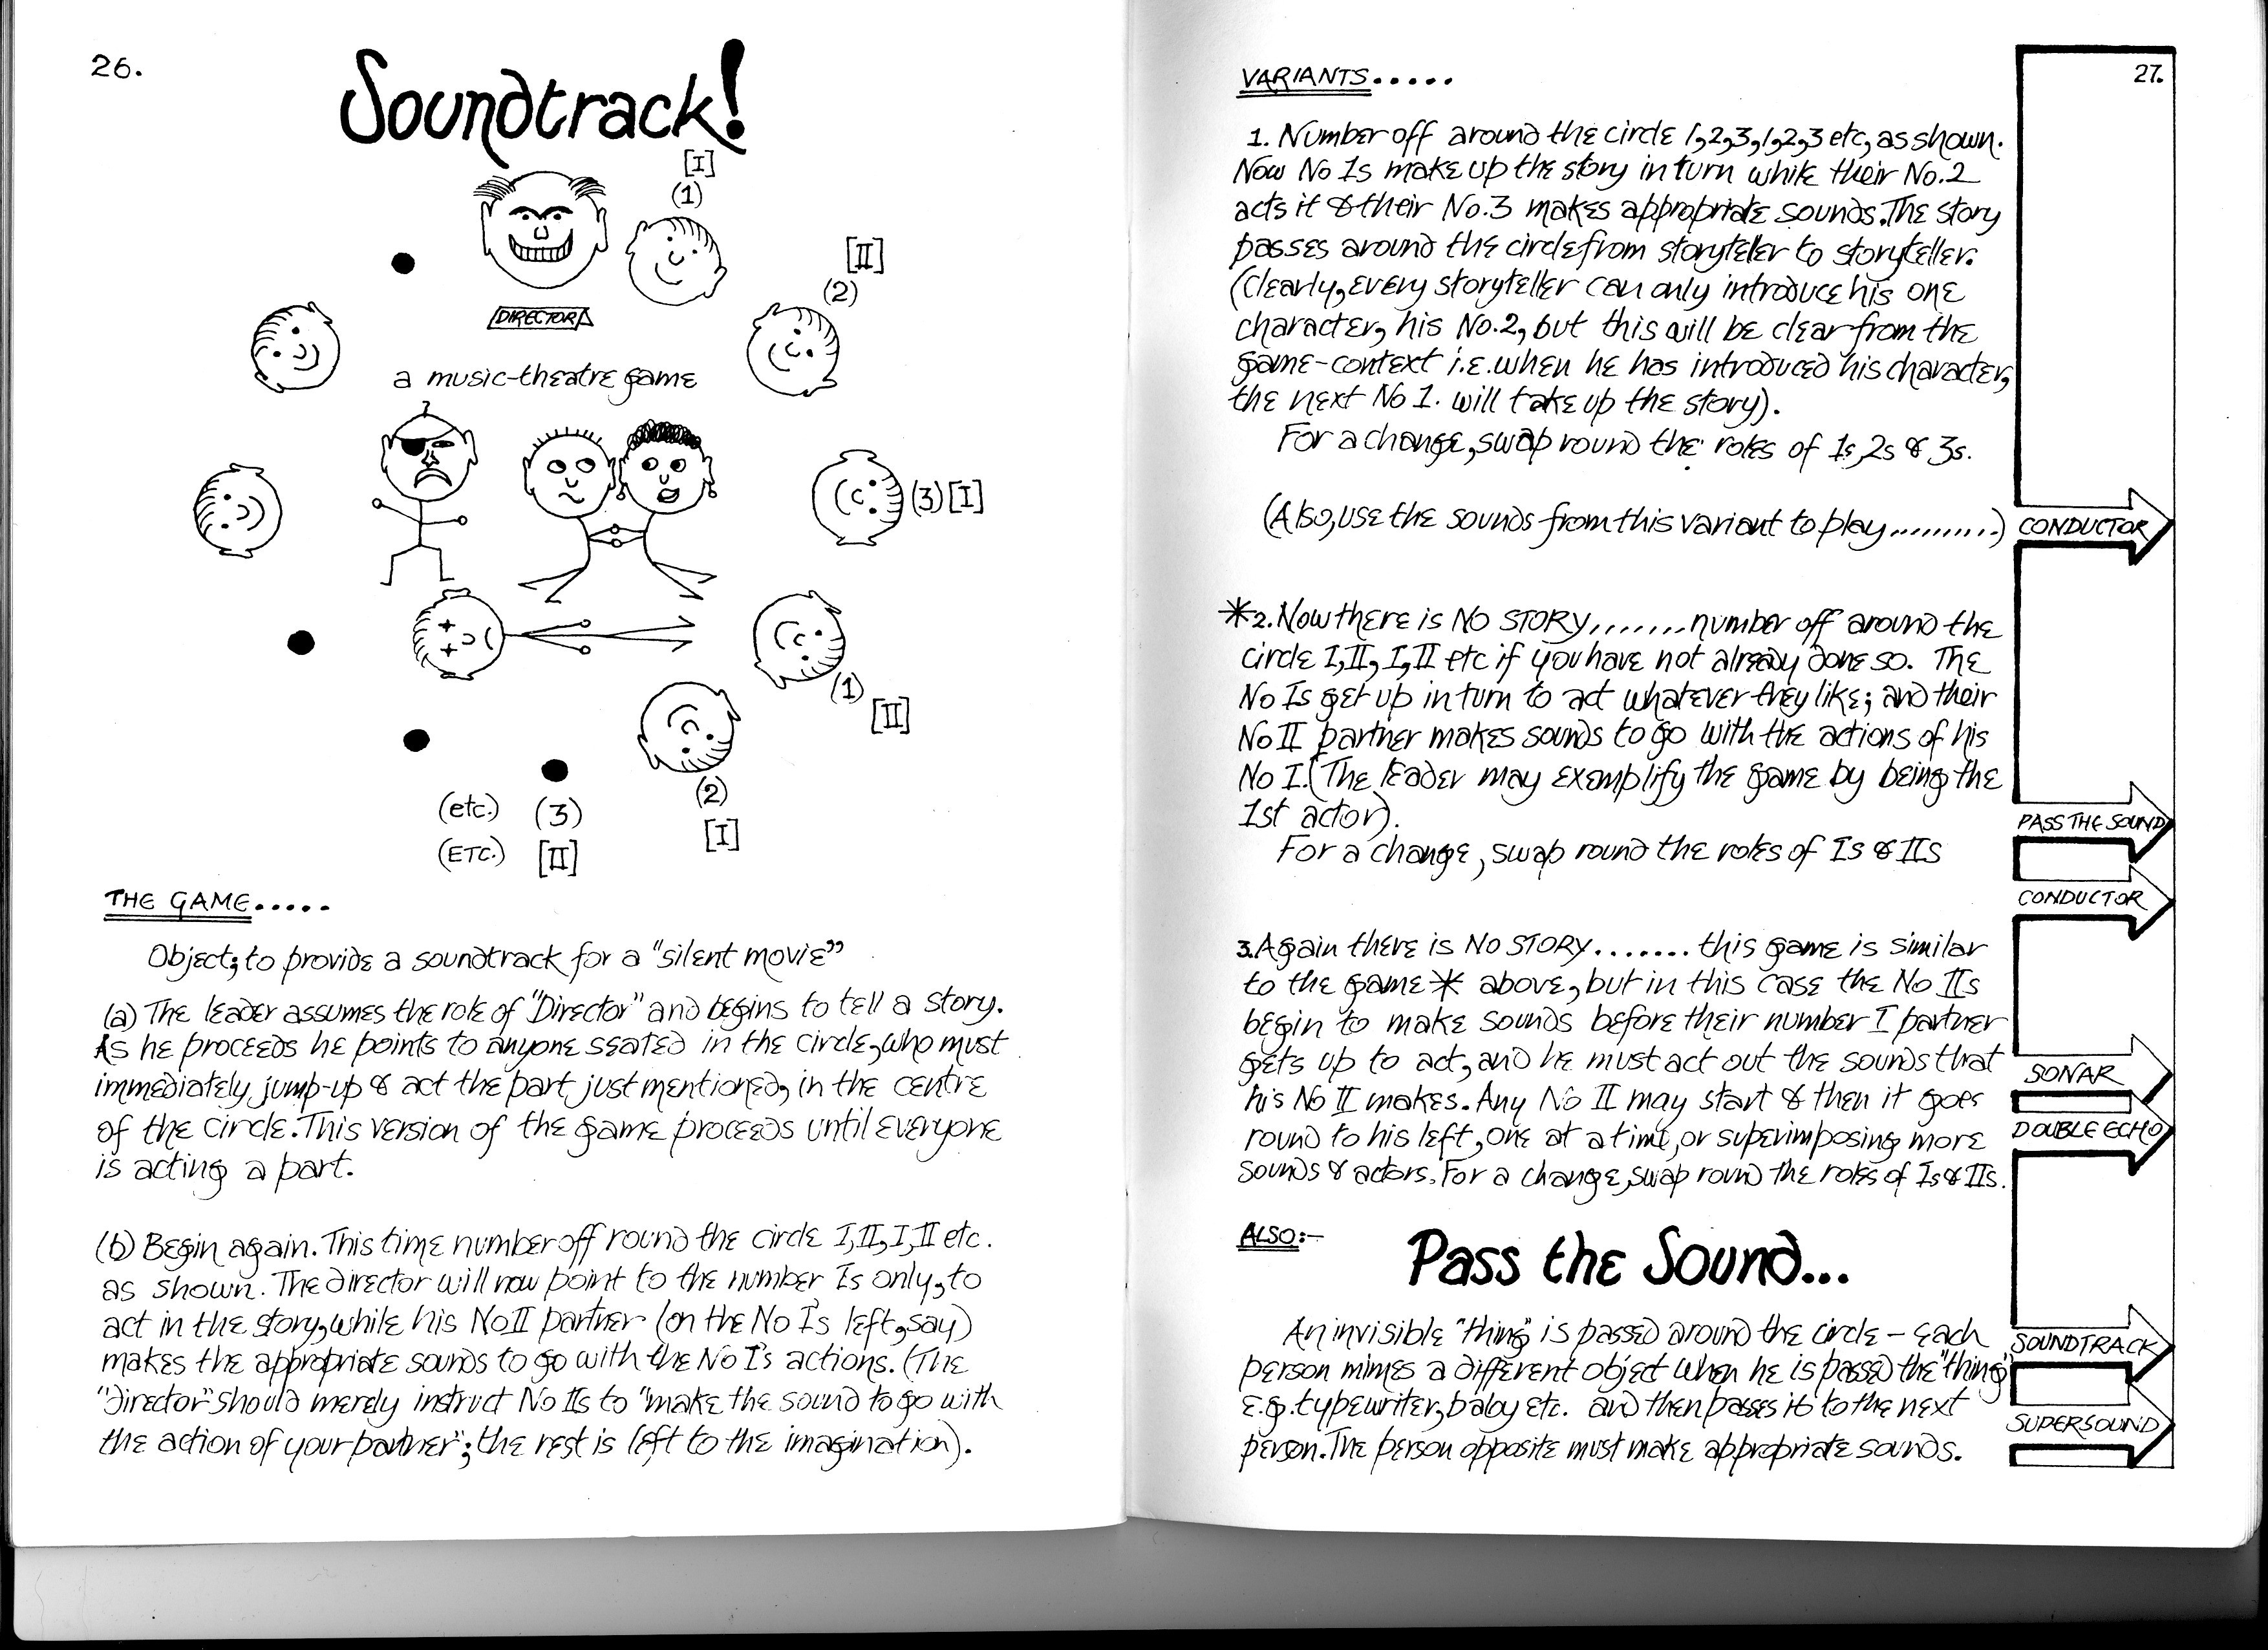 26.
Soundtrack!
[I]
(1)
[II]
(2)
DIRECTOR
a music-theatre game
(3) [I]
(1)
[II]
(2)
[I]
(etc.) (3)
(ETC.) [II]
THE GAME.....
Object; to provide a soundtrack for a "silent movie"
(a) The leader assumes the role of "Director" and begins to tell a story.
As he proceeds he points to anyone seated in the circle, who must
immediately jump-up & act the part just mentioned, in the centre
of the circle. This version of the game proceeds until everyone
is acting a part.
(b) Begin again. This time number off round the circle I,II,I,II etc.
as shown. The director will now point to the number Is only, to
act in the story, while his No II partner (on the No I's left, say)
makes the appropriate sounds to go with the No I's actions. (The
"director" should merely instruct No IIs to "make the sound to go with
the action of your partner"; the rest is left to the imagination).
VARIANTS.....
27.
1. Number off around the circle 1,2,3,1,2,3 etc, as shown.
Now No 1s make up the story in turn while their No.2
acts it & their No.3 makes appropriate sounds. The story
passes around the circle from storyteller to storyteller.
(Clearly, every storyteller can only introduce his one
character, his No.2, but this will be clear from the
game-context i.e. when he has introduced his character,
the next No 1. will take up the story).
For a change, swap round the roles of 1s, 2s & 3s.
(Also, use the sounds from this variant to play..........) CONDUCTOR
*2. Now there is NO STORY.......number off around the
circle I,II, I,II etc if you have not already done so. The
No Is get up in turn to act whatever they like; and their
No II partner makes sounds to go with the actions of his
No I. (The leader may exemplify the game by being the
1st actor).
PASS THE SOUND
For a change, swap round the roles of Is & IIs
CONDUCTOR
3. Again there is NO STORY........ this game is similar
to the game * above, but in this case the No IIs
begin to make sounds before their number I partner
gets up to act, and he must act out the sounds that
SONAR
his No II makes. Any No II may start & then it goes
round to his left, one at a time, or superimposing more
DOUBLE ECHO
sounds & actors. For a change, swap round the roles of Is & IIs.
ALSO:-
Pass the Sound...
An invisible "thing" is passed around the circle – each
SOUNDTRACK
person mimes a different object when he is passed the "thing"
e.g. typewriter, baby etc. and then passes it to the next
SUPERSOUND
person. The person opposite must make appropriate sounds.